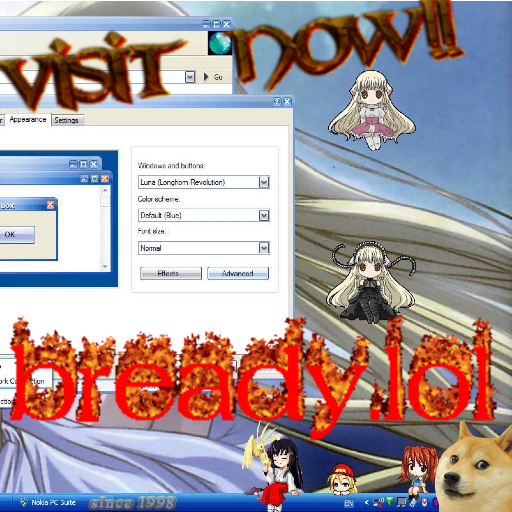 visit now!!
Go
Appearance
Settings
Windows and buttons:
Luna (Longhorn Revolution)
Color scheme:
Default (Blue)
Font size:
Normal
Effects...
Advanced
Box
OK
bready.lol
Nokia PC Suite
since 1998
EN